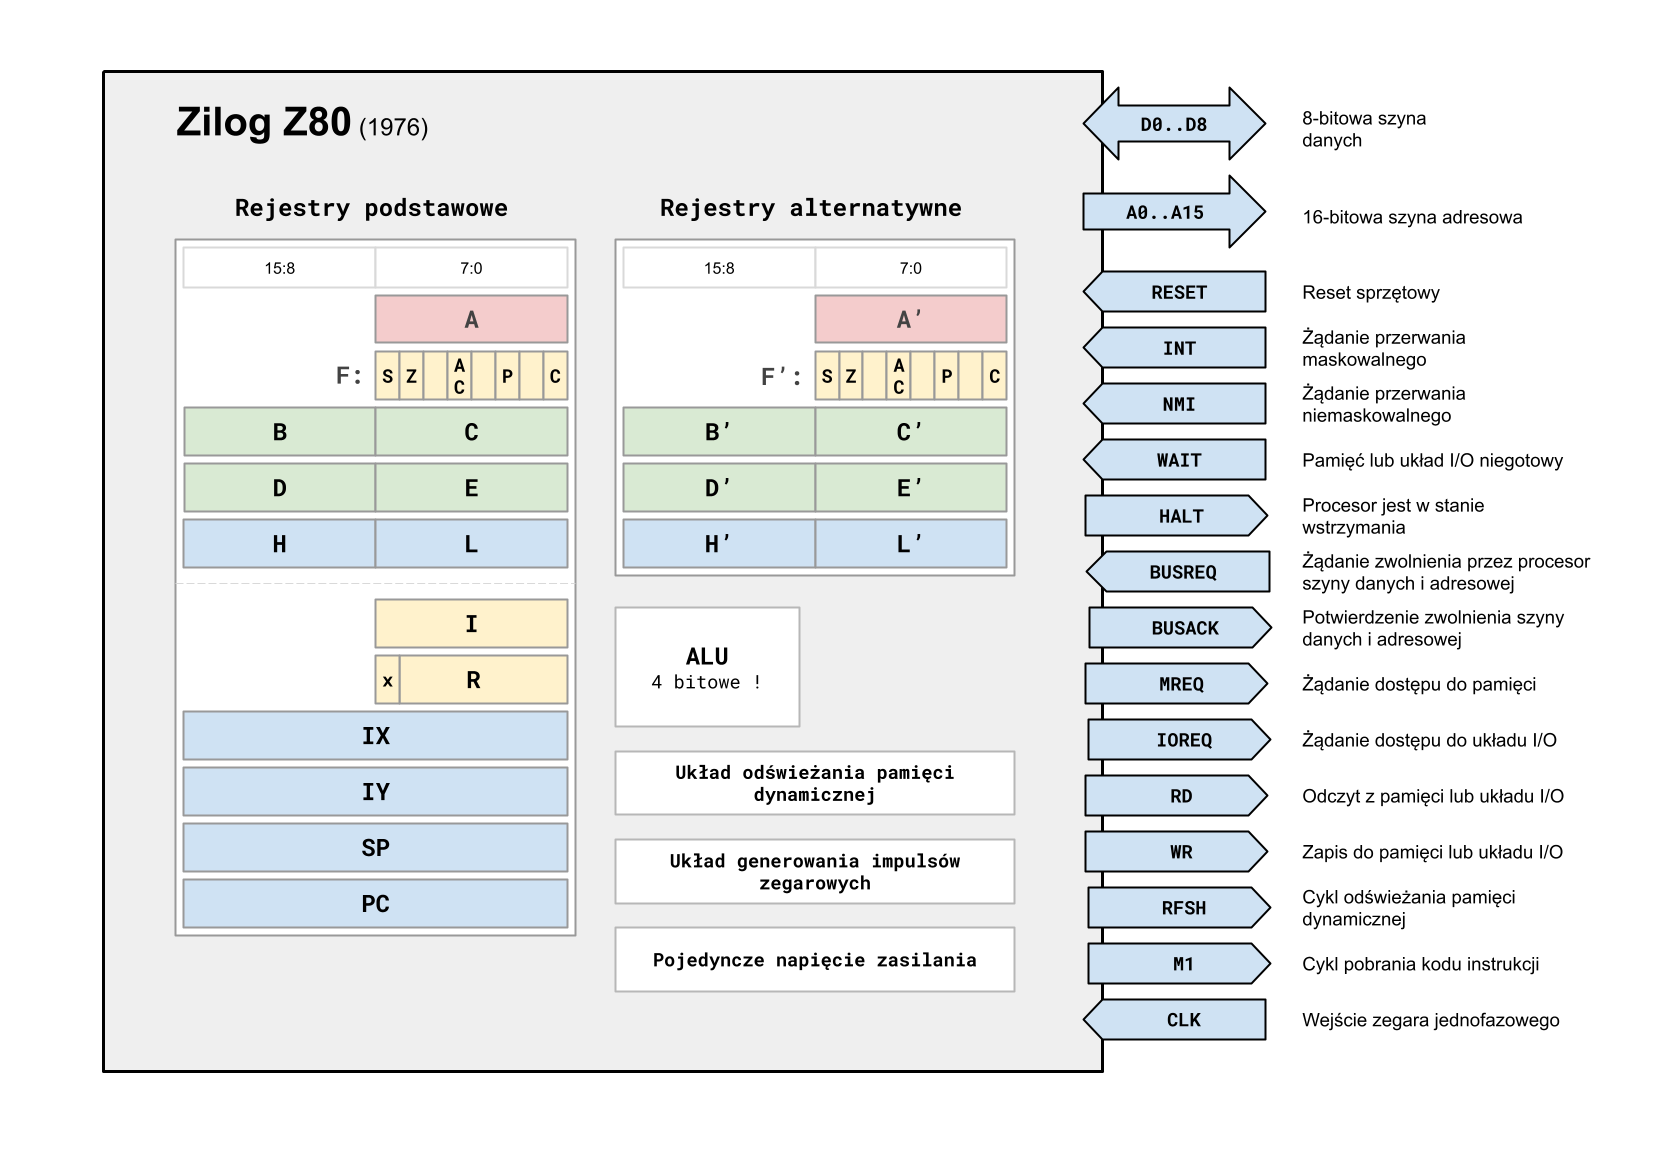 Zilog Z80 (1976)
Rejestry podstawowe
15:8 7:0
A
F: S Z A C P C
B C
D E
H L
I
x R
IX
IY
SP
PC
Rejestry alternatywne
15:8 7:0
A’
F’: S Z A C P C
B’ C’
D’ E’
H’ L’
ALU
4 bitowe !
Układ odświeżania pamięci
dynamicznej
Układ generowania impulsów
zegarowych
Pojedyncze napięcie zasilania
D0..D8
8-bitowa szyna
danych
A0..A15
16-bitowa szyna adresowa
RESET
Reset sprzętowy
INT
Żądanie przerwania
maskowalnego
NMI
Żądanie przerwania
niemaskowalnego
WAIT
Pamięć lub układ I/O niegotowy
HALT
Procesor jest w stanie
wstrzymania
BUSREQ
Żądanie zwolnienia przez procesor
szyny danych i adresowej
BUSACK
Potwierdzenie zwolnienia szyny
danych i adresowej
MREQ
Żądanie dostępu do pamięci
IOREQ
Żądanie dostępu do układu I/O
RD
Odczyt z pamięci lub układu I/O
WR
Zapis do pamięci lub układu I/O
RFSH
Cykl odświeżania pamięci
dynamicznej
M1
Cykl pobrania kodu instrukcji
CLK
Wejście zegara jednofazowego